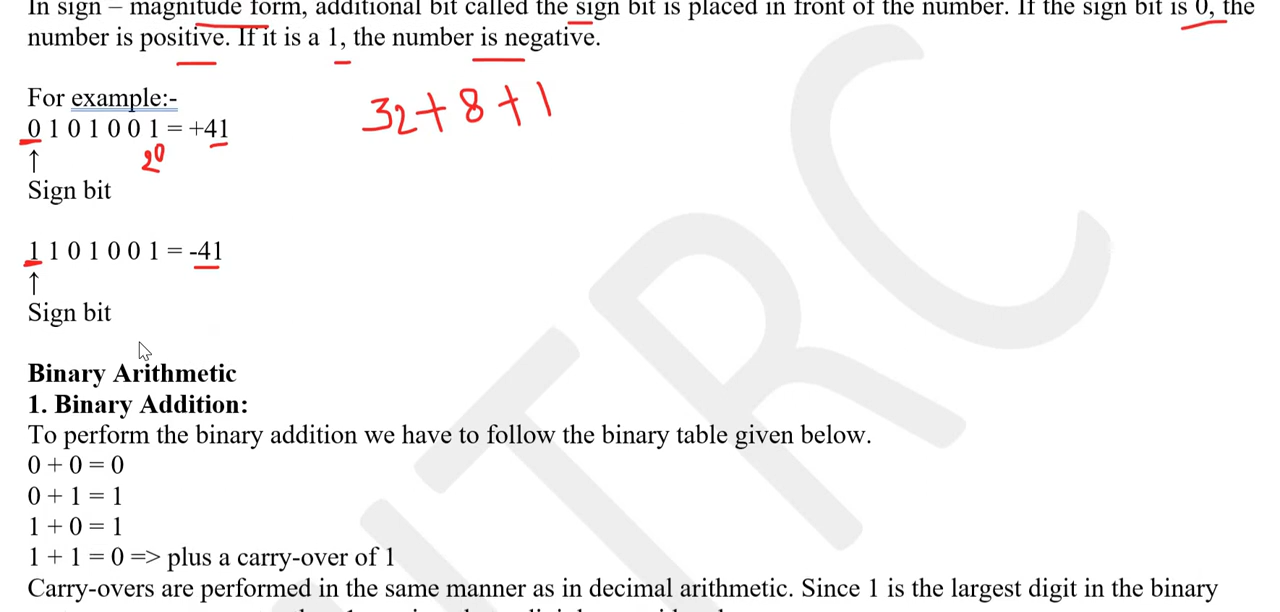 In sign – magnitude form, additional bit called the sign bit is placed in front of the number. If the sign bit is 0, the
number is positive. If it is a 1, the number is negative.
For example:-
32+8+1
0 1 0 1 0 0 1 = +41
2⁰
↑
Sign bit
1 1 0 1 0 0 1 = -41
↑
Sign bit
Binary Arithmetic
1. Binary Addition:
To perform the binary addition we have to follow the binary table given below.
0 + 0 = 0
0 + 1 = 1
1 + 0 = 1
1 + 1 = 0 => plus a carry-over of 1
Carry-overs are performed in the same manner as in decimal arithmetic. Since 1 is the largest digit in the binary